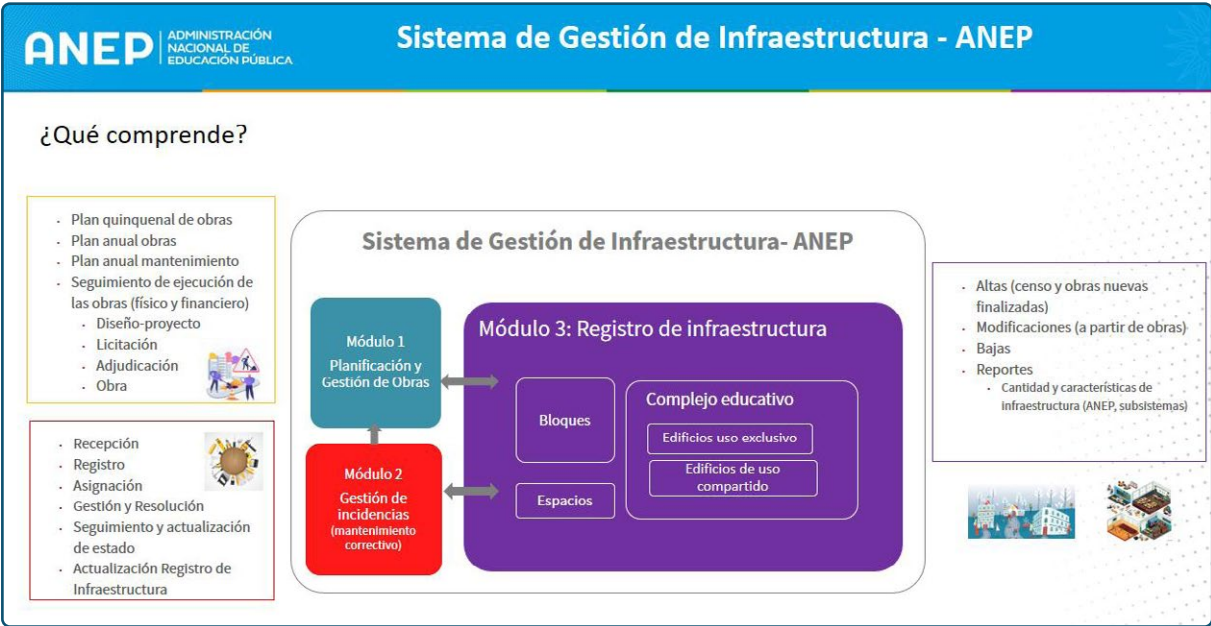 ANEP
ADMINISTRACIÓN
NACIONAL DE
EDUCACIÓN PÚBLICA
Sistema de Gestión de Infraestructura - ANEP
¿Qué comprende?
· Plan quinquenal de obras
· Plan anual obras
· Plan anual mantenimiento
· Seguimiento de ejecución de
las obras (físico y financiero)
· Diseño-proyecto
· Licitación
· Adjudicación
· Obra
· Recepción
· Registro
· Asignación
· Gestión y Resolución
· Seguimiento y actualización
de estado
· Actualización Registro de
Infraestructura
Sistema de Gestión de Infraestructura- ANEP
Módulo 1
Planificación y
Gestión de Obras
Módulo 2
Gestión de
incidencias
(mantenimiento
correctivo)
Módulo 3: Registro de infraestructura
Bloques
Espacios
Complejo educativo
Edificios uso exclusivo
Edificios de uso
compartido
· Altas (censo y obras nuevas
finalizadas)
· Modificaciones (a partir de obras)
· Bajas
· Reportes
· Cantidad y características de
infraestructura (ANEP, subsistemas)